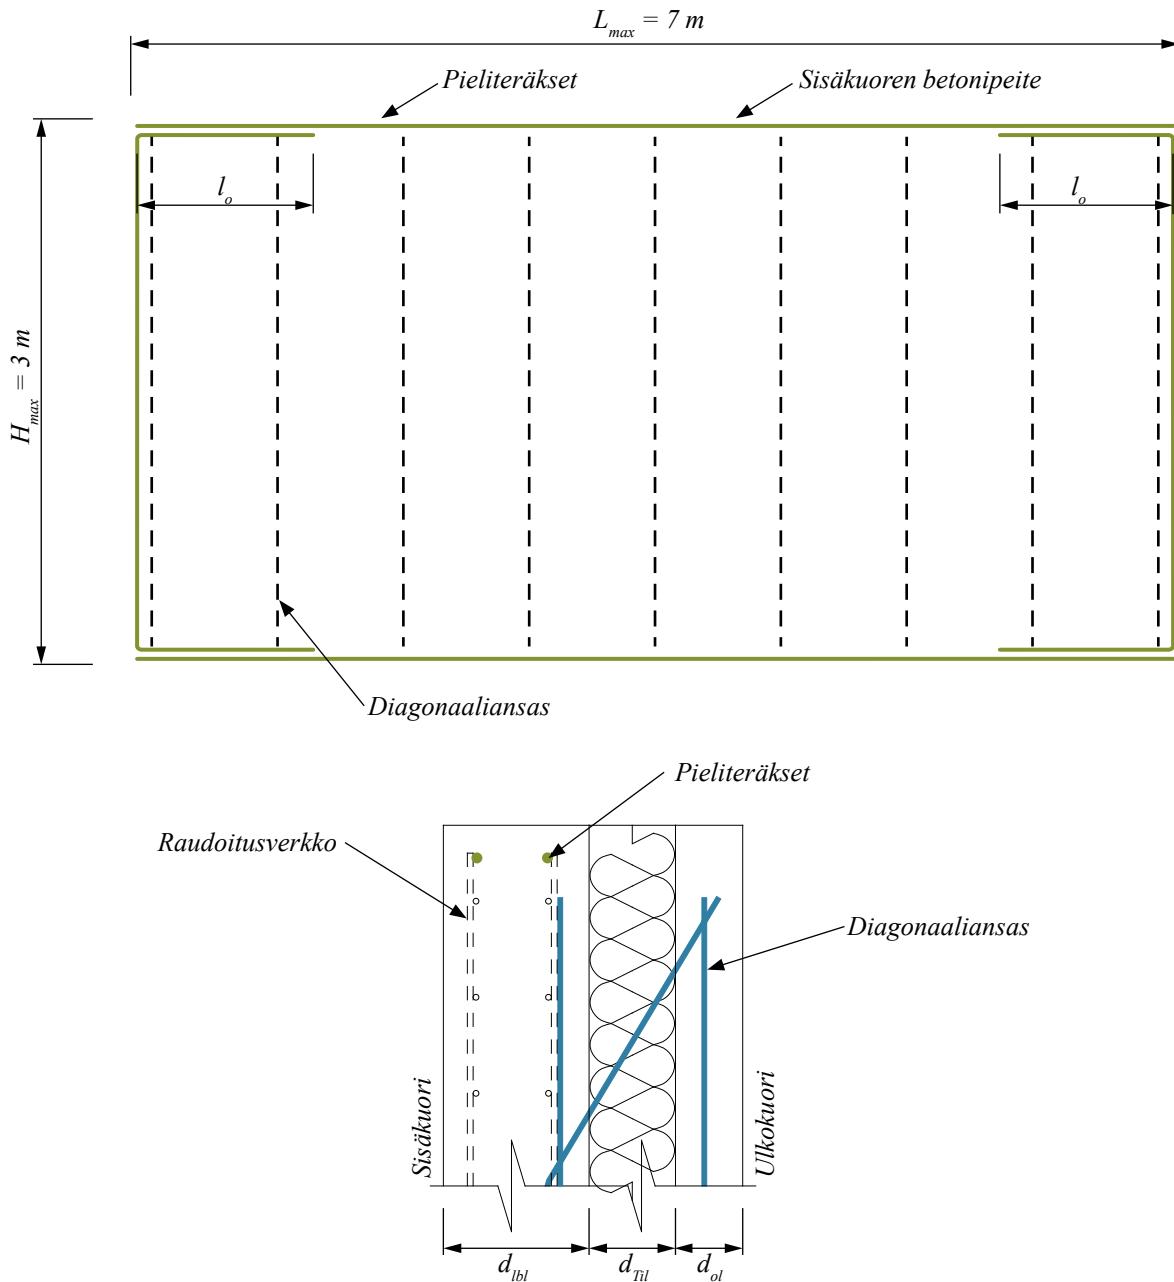 L_max = 7 m
Pieliteräkset
Sisäkuoren betonipeite
l_o
l_o
H_max = 3 m
Diagonaaliansas
Pieliteräkset
Raudoitusverkko
Diagonaaliansas
Sisäkuori
Ulkokuori
d_lbl
d_Til
d_ol